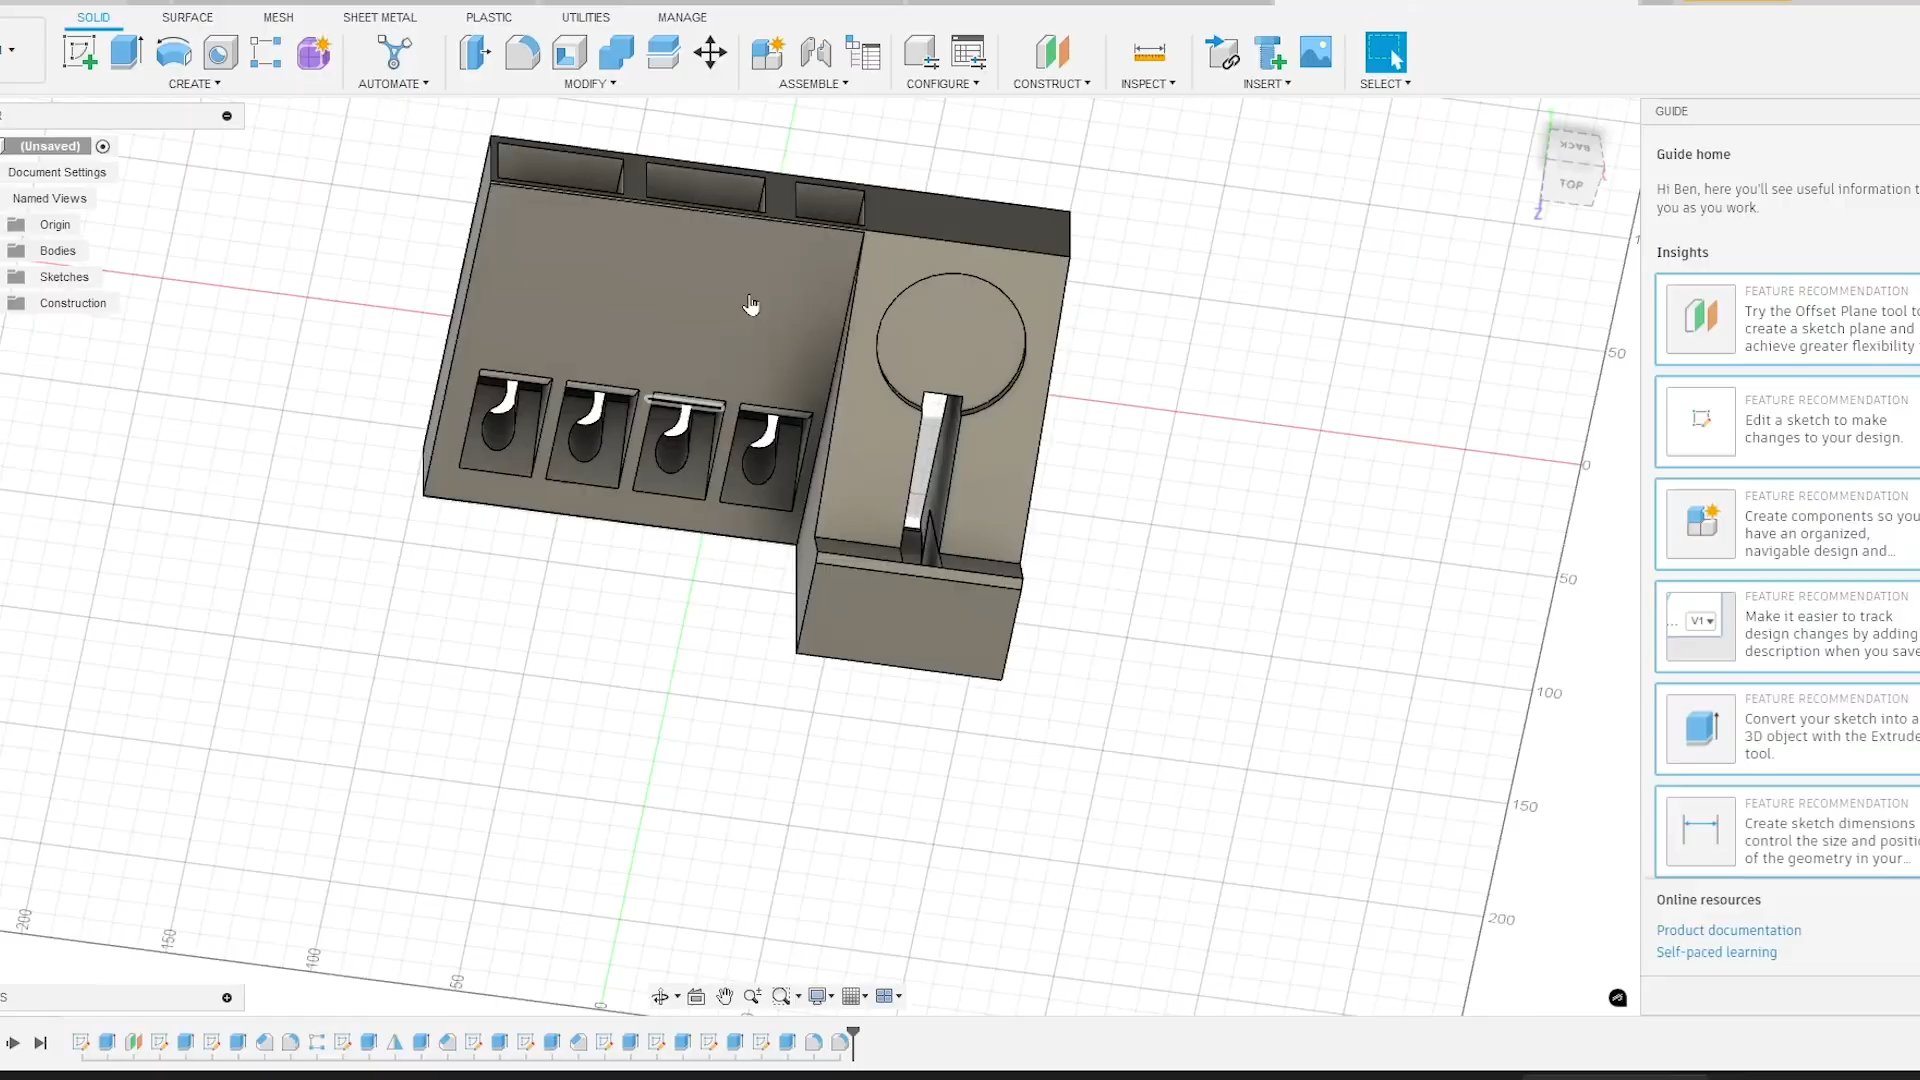 SOLID SURFACE MESH SHEET METAL PLASTIC UTILITIES MANAGE
CREATE AUTOMATE MODIFY ASSEMBLE CONFIGURE CONSTRUCT INSPECT INSERT SELECT
(Unsaved)
Document Settings
Named Views
Origin
Bodies
Sketches
Construction
BACK
TOP
Z
50
0
50
100
150
200
200
150
100
50
0
GUIDE
Guide home
Hi Ben, here you'll see useful information t
you as you work.
Insights
FEATURE RECOMMENDATION
Try the Offset Plane tool to
create a sketch plane and
achieve greater flexibility
FEATURE RECOMMENDATION
Edit a sketch to make
changes to your design.
FEATURE RECOMMENDATION
Create components so you
have an organized,
navigable design and...
FEATURE RECOMMENDATION
... V1
Make it easier to track
design changes by adding
description when you save
FEATURE RECOMMENDATION
Convert your sketch into a
3D object with the Extrude
tool.
FEATURE RECOMMENDATION
Create sketch dimensions
control the size and positi
of the geometry in your...
Online resources
Product documentation
Self-paced learning